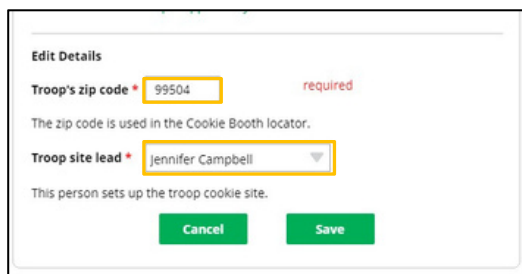 Edit Details
Troop's zip code * 99504 required
The zip code is used in the Cookie Booth locator.
Troop site lead * Jennifer Campbell
This person sets up the troop cookie site.
Cancel Save